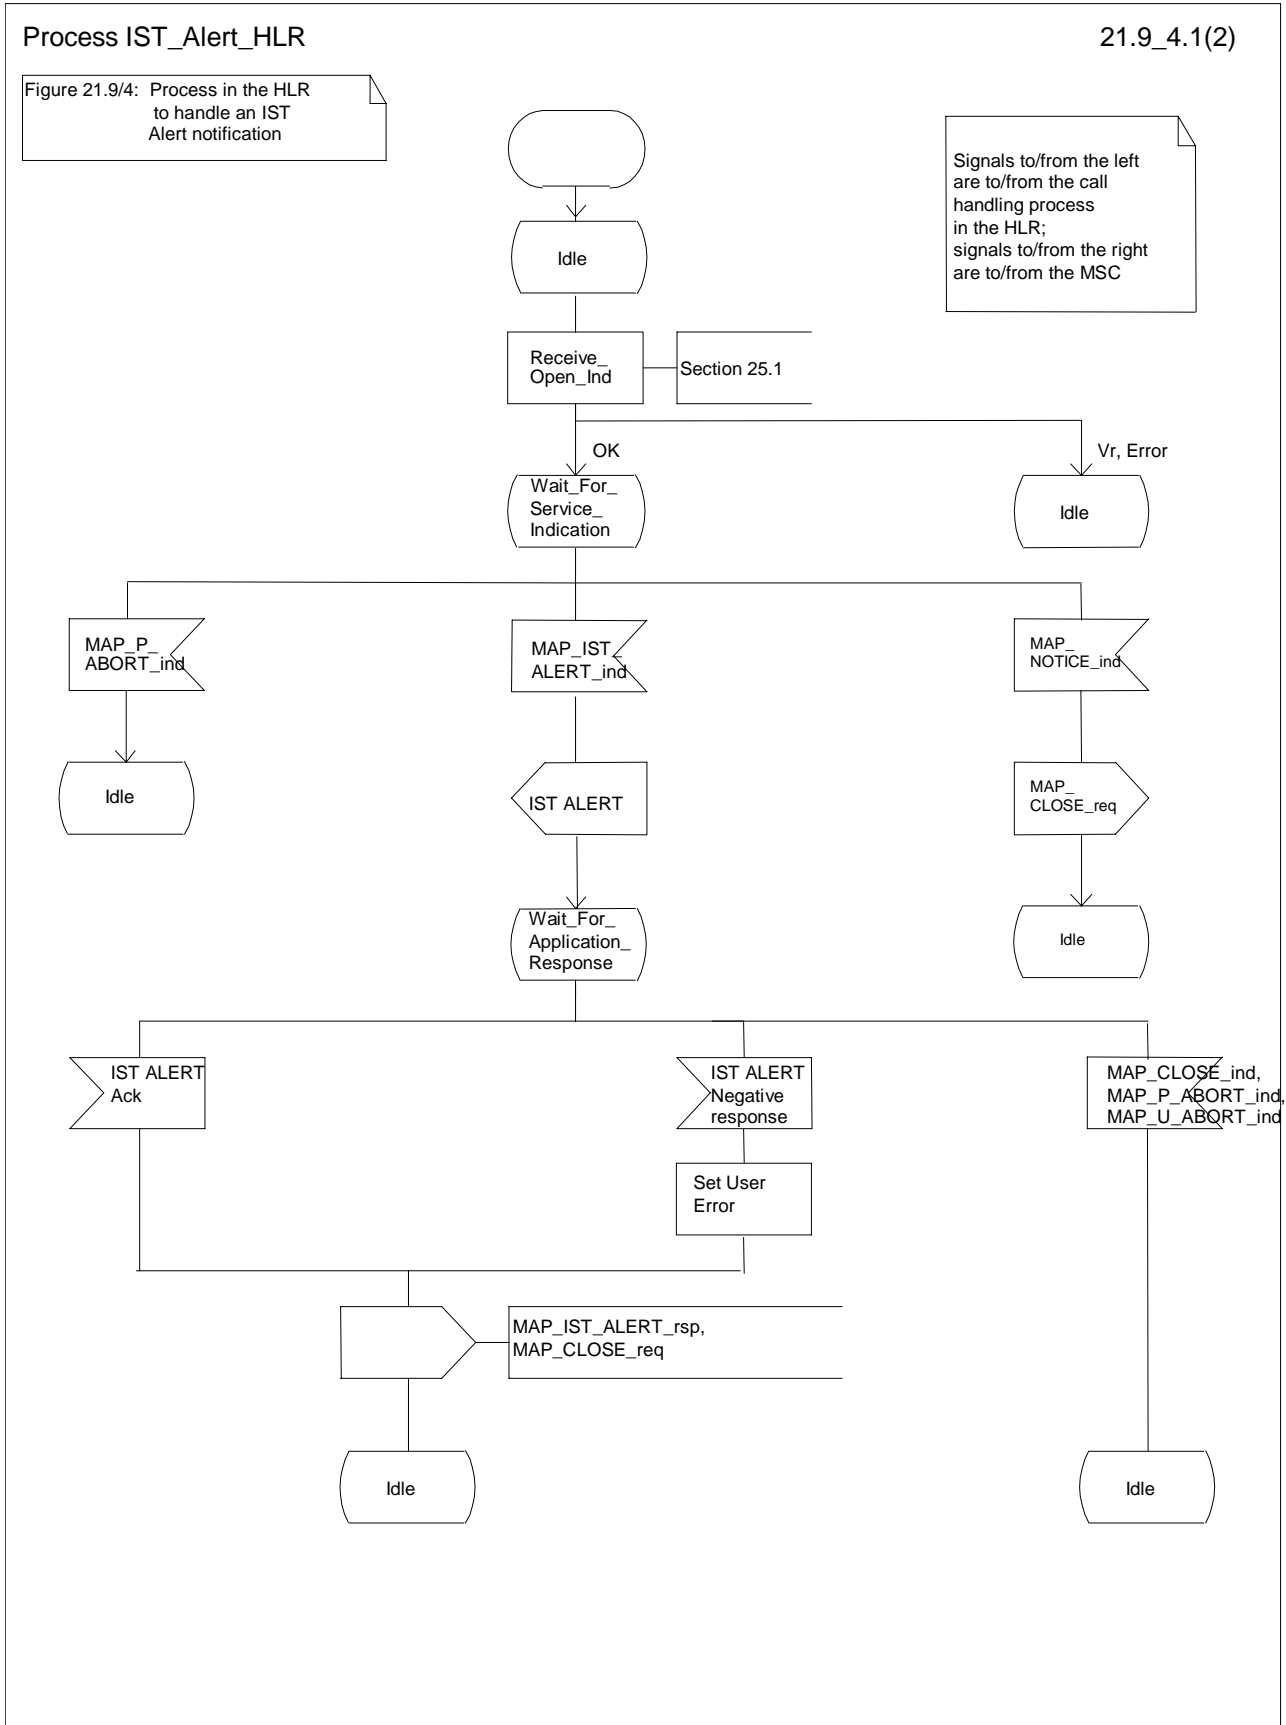 Process IST_Alert_HLR
21.9_4.1(2)
Figure 21.9/4: Process in the HLR
to handle an IST
Alert notification
Signals to/from the left
are to/from the call
handling process
in the HLR;
signals to/from the right
are to/from the MSC
Idle
Receive_
Open_Ind
Section 25.1
OK
Vr, Error
Wait_For_
Service_
Indication
Idle
MAP_P_
ABORT_ind
MAP_IST_
ALERT_ind
MAP_
NOTICE_ind
Idle
IST ALERT
MAP_
CLOSE_req
Wait_For_
Application_
Response
Idle
IST ALERT
Ack
IST ALERT
Negative
response
MAP_CLOSE_ind,
MAP_P_ABORT_ind,
MAP_U_ABORT_ind
Set User
Error
MAP_IST_ALERT_rsp,
MAP_CLOSE_req
Idle
Idle